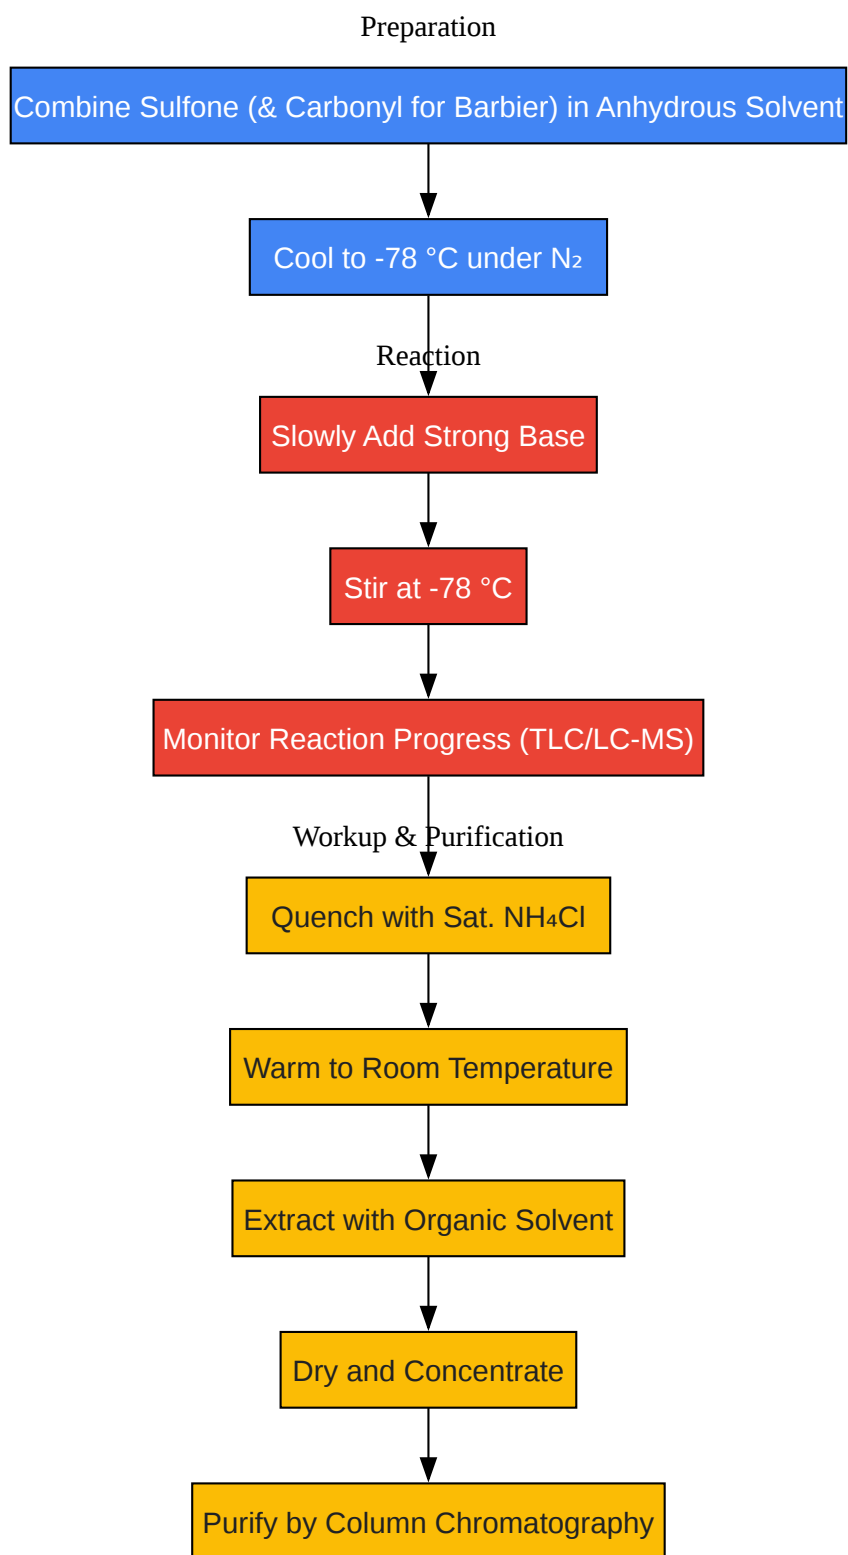 Preparation
Combine Sulfone (& Carbonyl for Barbier) in Anhydrous Solvent
Cool to -78 °C under N₂
Reaction
Slowly Add Strong Base
Stir at -78 °C
Monitor Reaction Progress (TLC/LC-MS)
Workup & Purification
Quench with Sat. NH₄Cl
Warm to Room Temperature
Extract with Organic Solvent
Dry and Concentrate
Purify by Column Chromatography